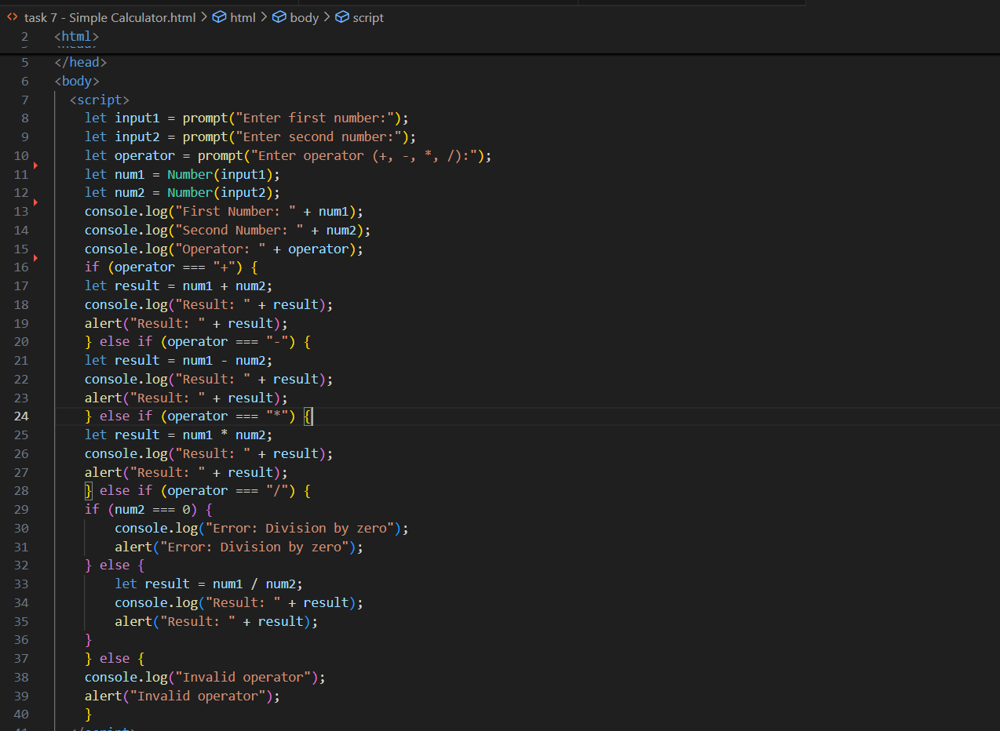 task 7 - Simple Calculator.html > html > body > script
2 <html>
5 </head>
6 <body>
7 <script>
8 let input1 = prompt("Enter first number:");
9 let input2 = prompt("Enter second number:");
10 let operator = prompt("Enter operator (+, -, *, /):");
11 let num1 = Number(input1);
12 let num2 = Number(input2);
13 console.log("First Number: " + num1);
14 console.log("Second Number: " + num2);
15 console.log("Operator: " + operator);
16 if (operator === "+") {
17 let result = num1 + num2;
18 console.log("Result: " + result);
19 alert("Result: " + result);
20 } else if (operator === "-") {
21 let result = num1 - num2;
22 console.log("Result: " + result);
23 alert("Result: " + result);
24 } else if (operator === "*") {
25 let result = num1 * num2;
26 console.log("Result: " + result);
27 alert("Result: " + result);
28 } else if (operator === "/") {
29 if (num2 === 0) {
30 console.log("Error: Division by zero");
31 alert("Error: Division by zero");
32 } else {
33 let result = num1 / num2;
34 console.log("Result: " + result);
35 alert("Result: " + result);
36 }
37 } else {
38 console.log("Invalid operator");
39 alert("Invalid operator");
40 }